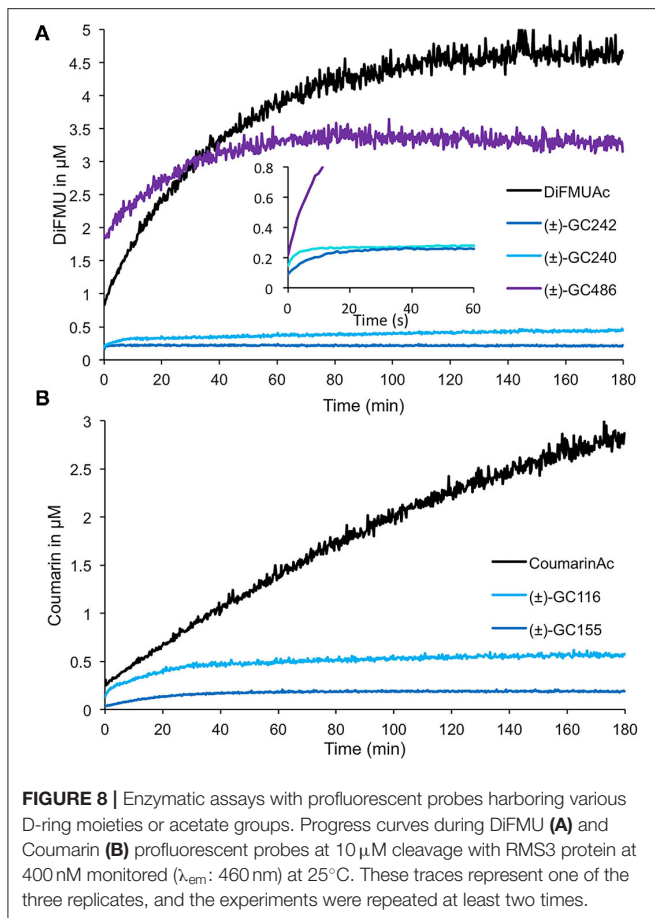 A
5
4.5
4
3.5
3
2.5
2
1.5
1
0.5
0
DiFMU in µM
0 20 40 60 80 100 120 140 160 180
Time (min)
0.8
0.6
0.4
0.2
0
0 20 40 60
Time (s)
DiFMUAc
(±)-GC242
(±)-GC240
(±)-GC486
B
3
2.5
2
1.5
1
0.5
0
Coumarin in µM
0 20 40 60 80 100 120 140 160 180
Time (min)
CoumarinAc
(±)-GC116
(±)-GC155
FIGURE 8 | Enzymatic assays with profluorescent probes harboring various
D-ring moieties or acetate groups. Progress curves during DiFMU (A) and
Coumarin (B) profluorescent probes at 10 µM cleavage with RMS3 protein at
400 nM monitored (λem: 460 nm) at 25°C. These traces represent one of the
three replicates, and the experiments were repeated at least two times.